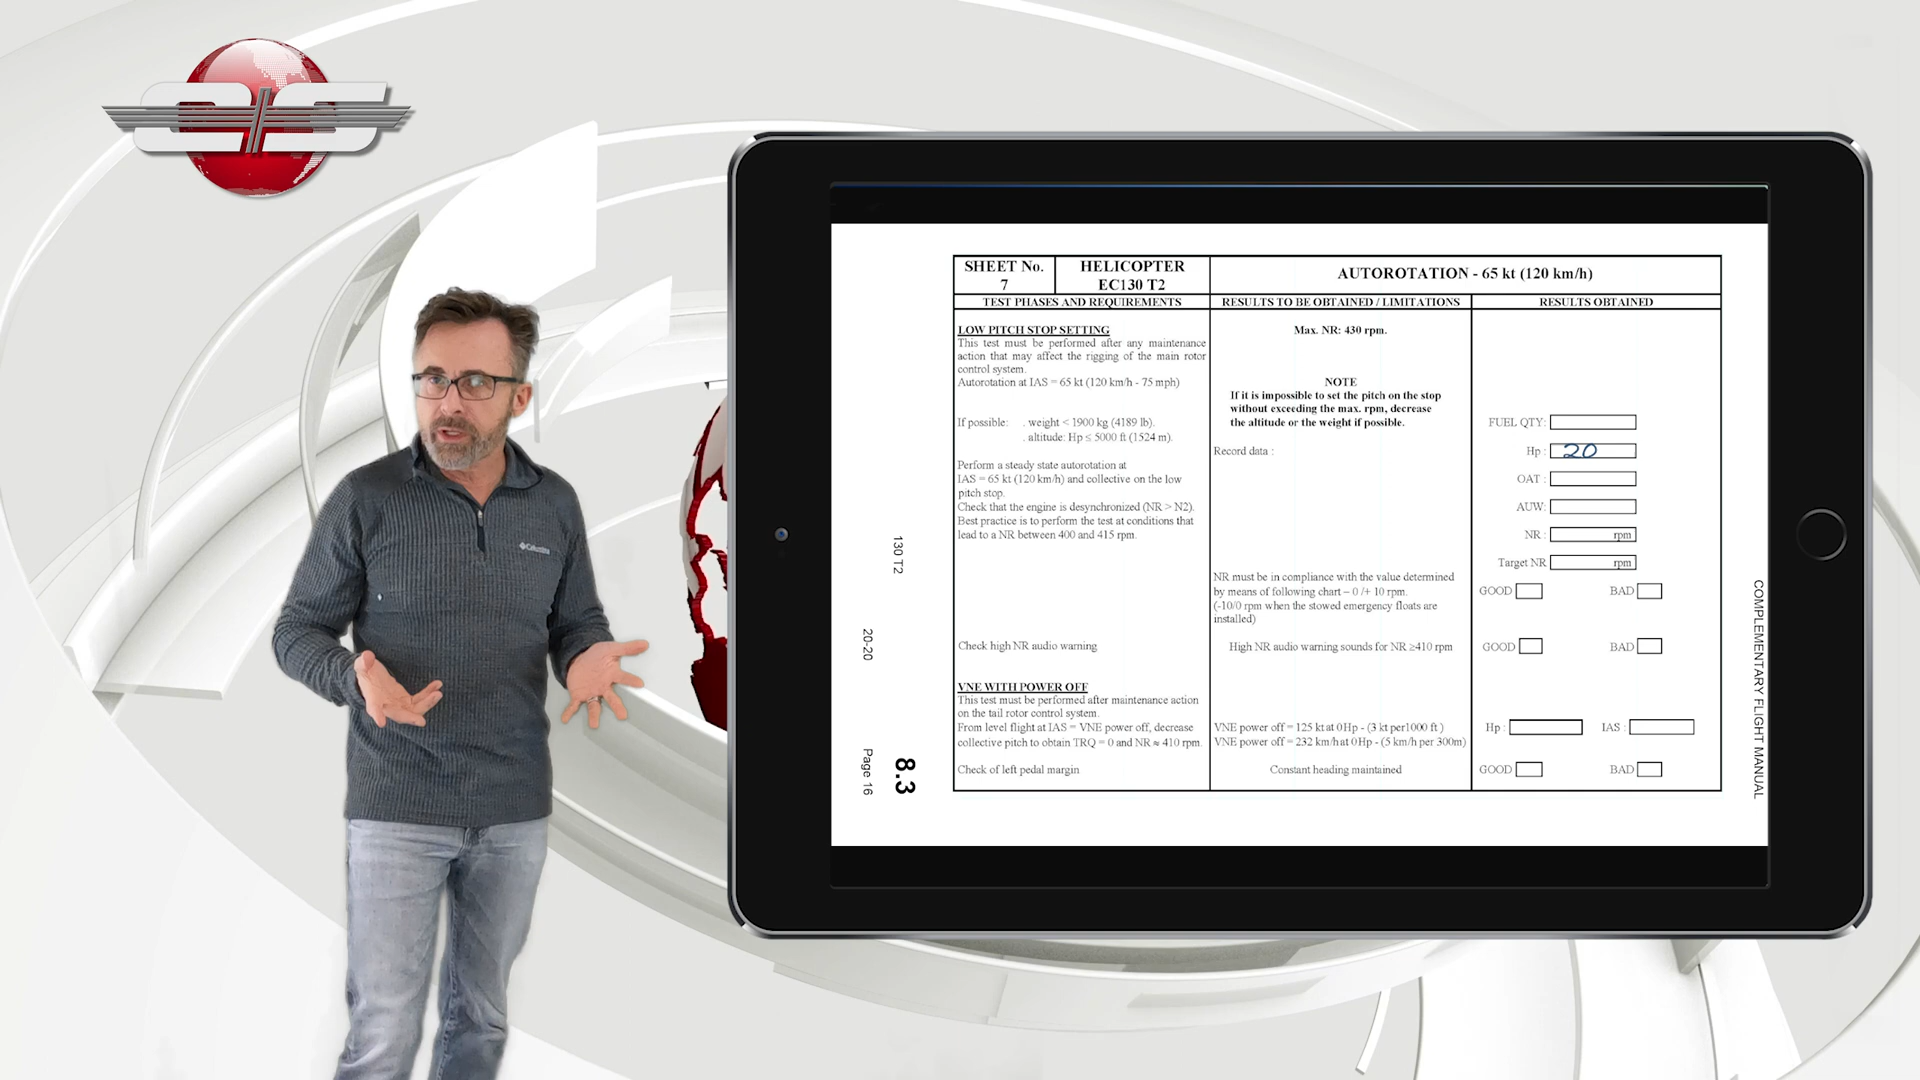 SHEET No.
7
HELICOPTER
EC130 T2
AUTOROTATION - 65 kt (120 km/h)
TEST PHASES AND REQUIREMENTS
RESULTS TO BE OBTAINED / LIMITATIONS
RESULTS OBTAINED
LOW PITCH STOP SETTING
This test must be performed after any maintenance
action that may affect the rigging of the main rotor
control system.
Autorotation at IAS = 65 kt (120 km/h - 75 mph)
If possible: . weight < 1900 kg (4189 lb).
. altitude: Hp ≤ 5000 ft (1524 m).
Perform a steady state autorotation at
IAS = 65 kt (120 km/h) and collective on the low
pitch stop.
Check that the engine is desynchronized (NR > N2).
Best practice is to perform the test at conditions that
lead to a NR between 400 and 415 rpm.
Check high NR audio warning
VNE WITH POWER OFF
This test must be performed after maintenance action
on the tail rotor control system.
From level flight at IAS = VNE power off, decrease
collective pitch to obtain TRQ = 0 and NR ≈ 410 rpm.
Check of left pedal margin
Max. NR: 430 rpm.
NOTE
If it is impossible to set the pitch on the stop
without exceeding the max. rpm, decrease
the altitude or the weight if possible.
Record data :
NR must be in compliance with the value determined
by means of following chart – 0 /+ 10 rpm.
(-10/0 rpm when the stowed emergency floats are
installed)
High NR audio warning sounds for NR ≥410 rpm
VNE power off = 125 kt at 0 Hp - (3 kt per1000 ft )
VNE power off = 232 km/h at 0 Hp - (5 km/h per 300m)
Constant heading maintained
FUEL QTY:
Hp : 20
OAT :
AUW:
NR : rpm
Target NR rpm
GOOD BAD
GOOD BAD
Hp : IAS :
GOOD BAD
130 T2
20-20
8.3
Page 16
COMPLEMENTARY FLIGHT MANUAL
Columbia